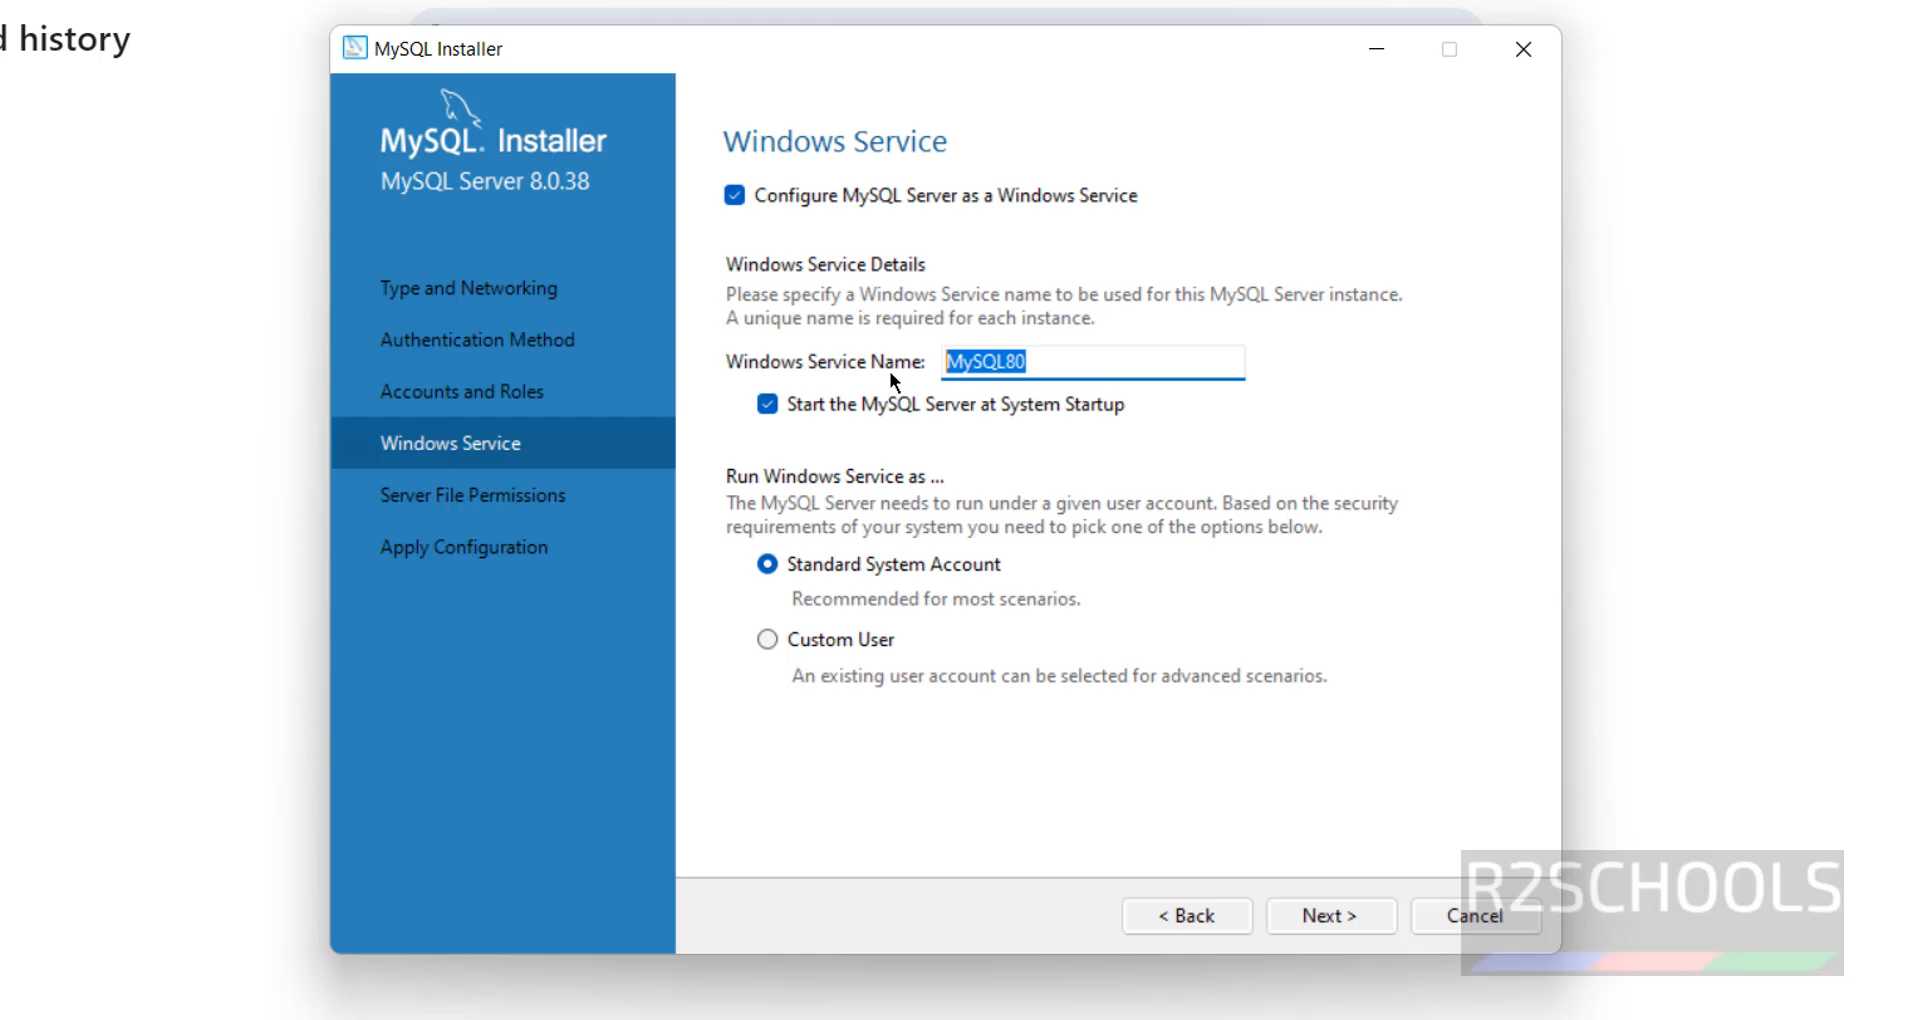 history
MySQL Installer
MySQL. Installer
MySQL Server 8.0.38
Type and Networking
Authentication Method
Accounts and Roles
Windows Service
Server File Permissions
Apply Configuration
Windows Service
Configure MySQL Server as a Windows Service
Windows Service Details
Please specify a Windows Service name to be used for this MySQL Server instance.
A unique name is required for each instance.
Windows Service Name: MySQL80
Start the MySQL Server at System Startup
Run Windows Service as ...
The MySQL Server needs to run under a given user account. Based on the security
requirements of your system you need to pick one of the options below.
Standard System Account
Recommended for most scenarios.
Custom User
An existing user account can be selected for advanced scenarios.
< Back
Next >
Cancel
R2SCHOOLS